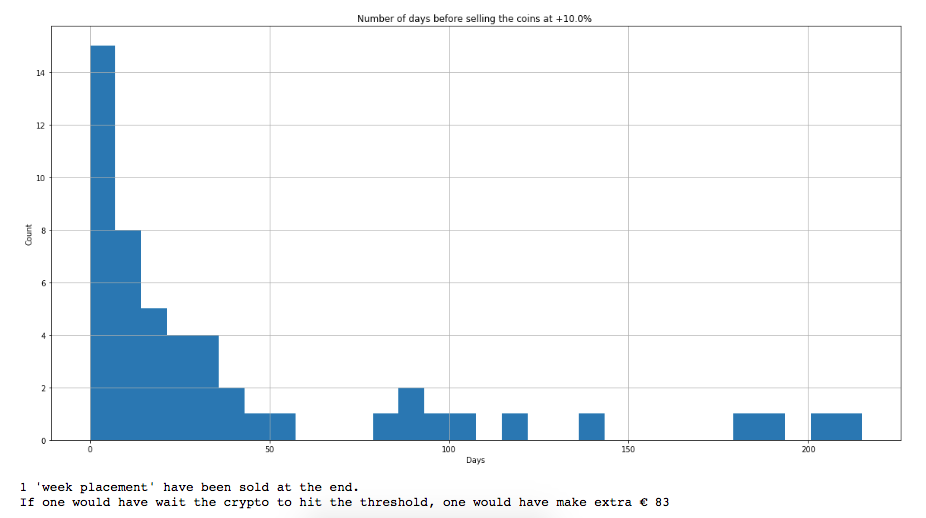 Number of days before selling the coins at +10.0%
14
12
10
8
6
4
2
0
Count
0 50 100 150 200
Days
1 'week placement' have been sold at the end.
If one would have wait the crypto to hit the threshold, one would have make extra € 83